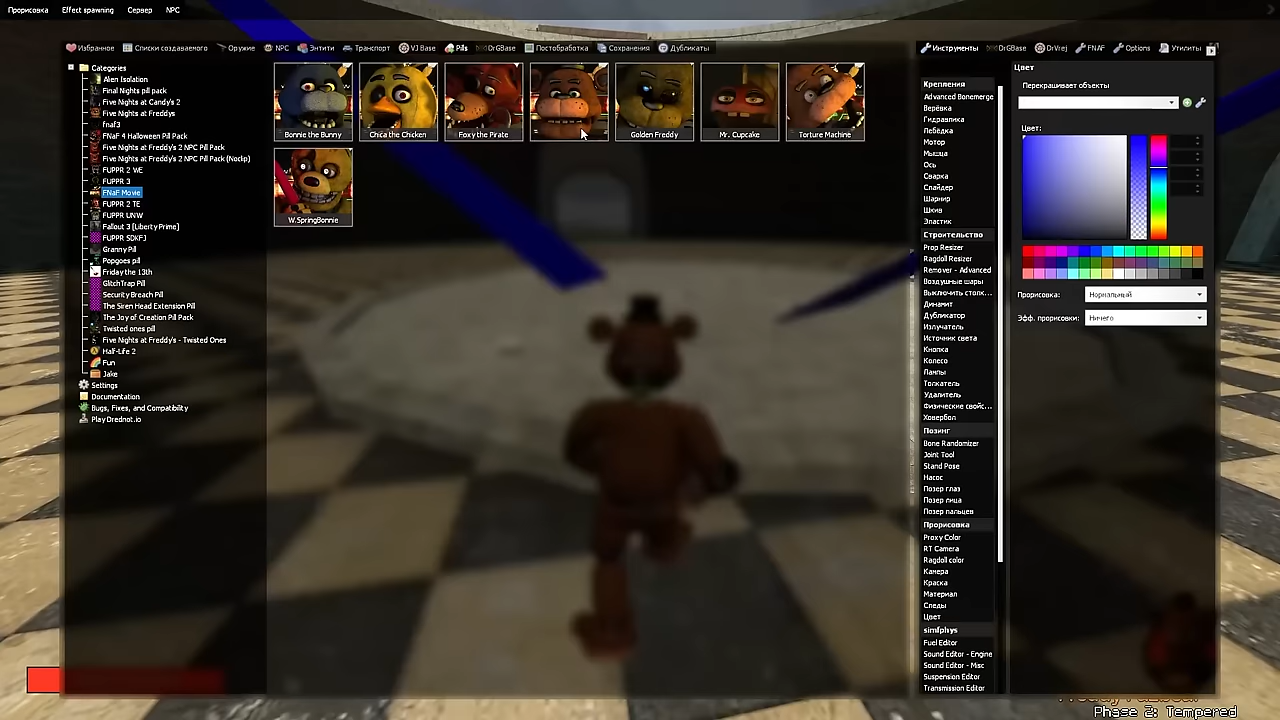 Прорисовка Effect spawning Сервер NPC
Избранное Списки создаваемого Оружие NPC Энтити Транспорт VJ Base Pills DrGBase Постобработка Сохранения Дубликаты
Categories
Alien Isolation
Final Nights pill pack
Five Nights at Candy's 2
Five Nights at Freddys
fnaf3
FNAF 4 Halloween Pill Pack
Five Nights at Freddy's 2 NPC Pill Pack
Five Nights at Freddy's 2 NPC Pill Pack (Noclip)
FUPPR 2 WE
FUPPR 3
FNaF Movie
FUPPR 2 TE
FUPPR UNW
Fallout 3 [Liberty Prime]
FUPPR SDKFJ
Granny Pill
Popgoes pill
Friday the 13th
GlitchTrap Pill
Security Breach Pill
The Siren Head Extension Pill
The Joy of Creation Pill Pack
Twisted ones pill
Five Nights at Freddy's - Twisted Ones
Half-Life 2
Fun
Jake
Settings
Documentation
Bugs, Fixes, and Compatibility
Play Drednot.io
Bonnie the Bunny
Chica the Chicken
Foxy the Pirate
Golden Freddy
Mr. Cupcake
Torture Machine
W.SpringBonnie
Инструменты DrGBase DrVrej FNAF Options Утилиты
Крепления
Advanced Bonemerge
Верёвка
Гидравлика
Лебёдка
Мотор
Мышца
Ось
Сварка
Слайдер
Шарнир
Шкив
Эластик
Строительство
Prop Resizer
Ragdoll Resizer
Remover - Advanced
Воздушные шары
Выключить столк...
Динамит
Дубликатор
Излучатель
Источник света
Кнопка
Колесо
Лампы
Толкатель
Удалитель
Физические свойс...
Ховербол
Позинг
Bone Randomizer
Joint Tool
Stand Pose
Насос
Позер глаз
Позер лица
Позер пальцев
Прорисовка
Proxy Color
RT Camera
Ragdoll color
Камера
Краска
Материал
Следы
Цвет
simfphys
Fuel Editor
Sound Editor - Engine
Sound Editor - Misc
Suspension Editor
Transmission Editor
Цвет
Перекрашивает объекты
Цвет:
Прорисовка: Нормальный
Эфф. прорисовки: Ничего
Phase 2: Tempered